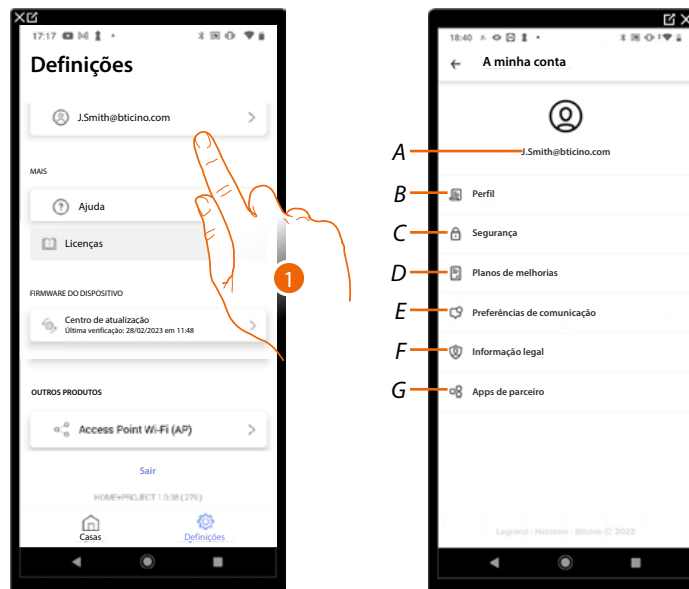 17:17
Definições
J.Smith@bticino.com
MAIS
Ajuda
Licenças
1
FIRMWARE DO DISPOSITIVO
Centro de atualização
Última verificação: 28/02/2023 em 11:48
OUTROS PRODUTOS
Access Point Wi-Fi (AP)
Sair
HOME+PROJECT 1.0.38 (279)
Casas
Definições
18:40
A minha conta
A
J.Smith@bticino.com
B
Perfil
C
Segurança
D
Planos de melhorias
E
Preferências de comunicação
F
Informação legal
G
Apps de parceiro
Legrand - Netatmo - Bticino © 2022